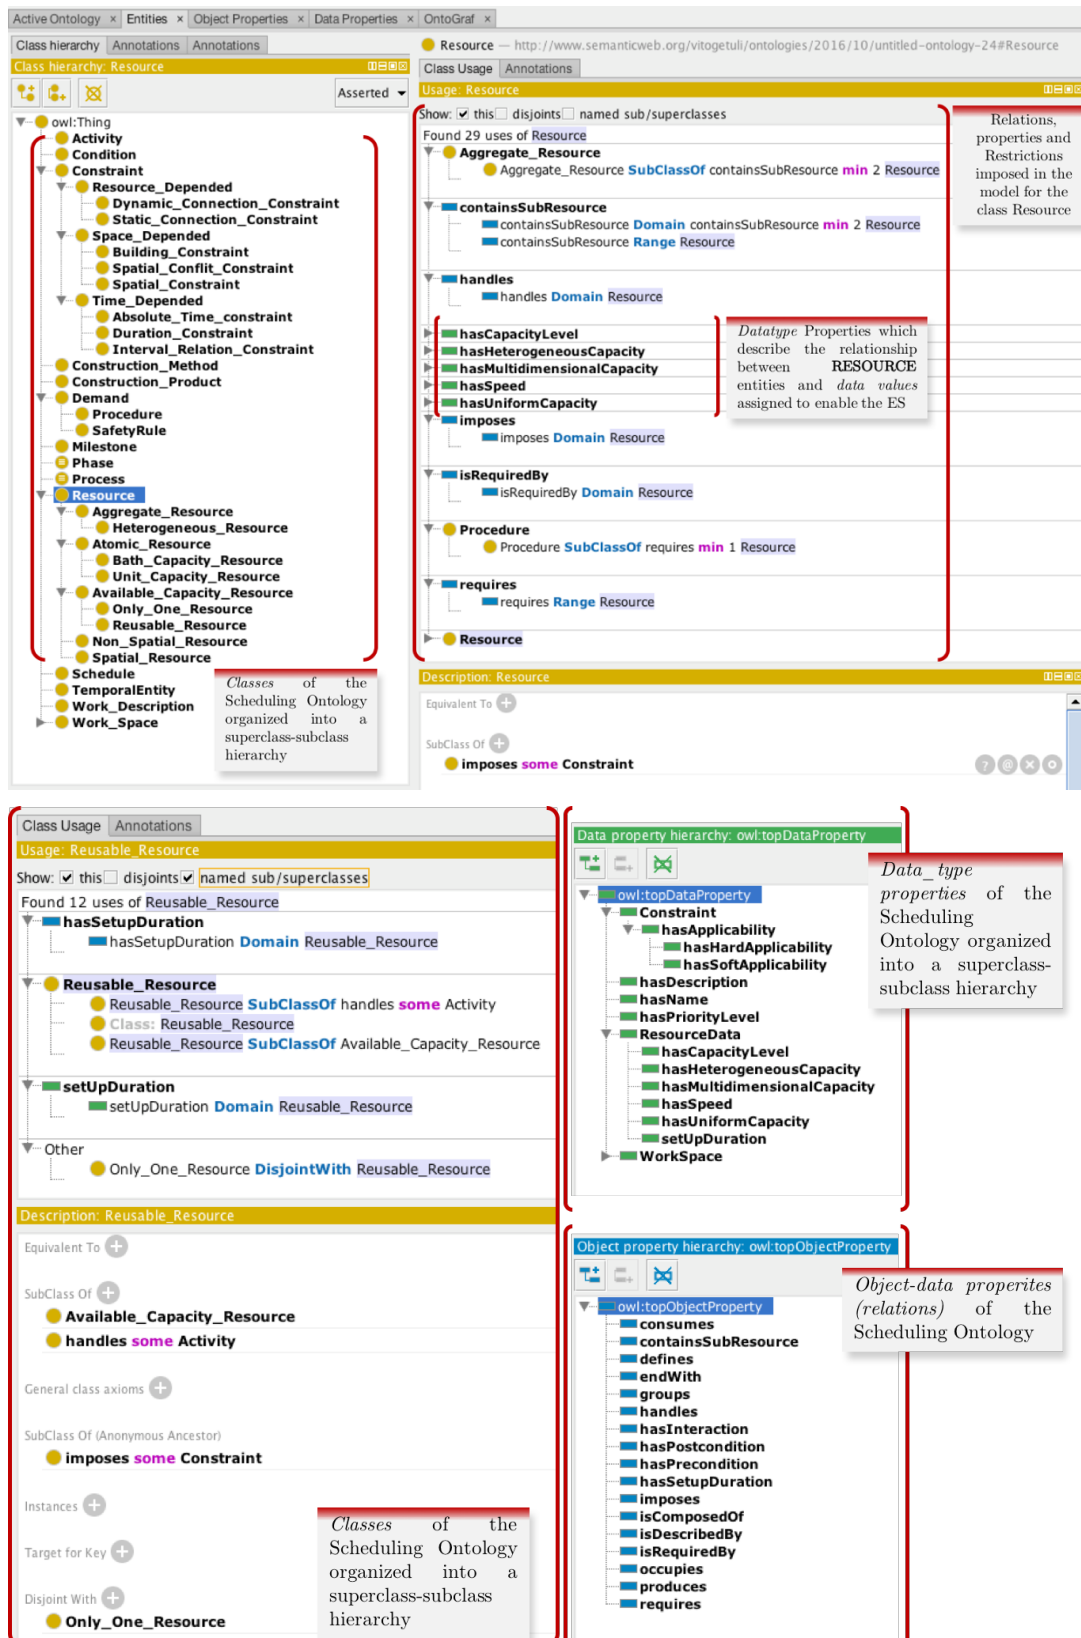 Active Ontology × Entities × Object Properties × Data Properties × OntoGraf ×
Class hierarchy Annotations Annotations
Class hierarchy: Resource
Asserted
owl:Thing
Activity
Condition
Constraint
Resource_Depended
Dynamic_Connection_Constraint
Static_Connection_Constraint
Space_Depended
Building_Constraint
Spatial_Conflit_Constraint
Spatial_Constraint
Time_Depended
Absolute_Time_constraint
Duration_Constraint
Interval_Relation_Constraint
Construction_Method
Construction_Product
Demand
Procedure
SafetyRule
Milestone
Phase
Process
Resource
Aggregate_Resource
Heterogeneous_Resource
Atomic_Resource
Bath_Capacity_Resource
Unit_Capacity_Resource
Available_Capacity_Resource
Only_One_Resource
Reusable_Resource
Non_Spatial_Resource
Spatial_Resource
Schedule
TemporalEntity
Work_Description
Work_Space
Classes of the
Scheduling Ontology
organized into a
superclass-subclass
hierarchy
Resource — http://www.semanticweb.org/vitogetuli/ontologies/2016/10/untitled-ontology-24#Resource
Class Usage Annotations
Usage: Resource
Show: this disjoints named sub/superclasses
Found 29 uses of Resource
Aggregate_Resource
Aggregate_Resource SubClassOf containsSubResource min 2 Resource
containsSubResource
containsSubResource Domain containsSubResource min 2 Resource
containsSubResource Range Resource
handles
handles Domain Resource
hasCapacityLevel
hasHeterogeneousCapacity
hasMultidimensionalCapacity
hasSpeed
hasUniformCapacity
imposes
imposes Domain Resource
isRequiredBy
isRequiredBy Domain Resource
Procedure
Procedure SubClassOf requires min 1 Resource
requires
requires Range Resource
Resource
Relations,
properties and
Restrictions
imposed in the
model for the
class Resource
Datatype Properties which
describe the relationship
between RESOURCE
entities and data values
assigned to enable the ES
Description: Resource
Equivalent To
SubClass Of
imposes some Constraint
Class Usage Annotations
Usage: Reusable_Resource
Show: this disjoints named sub/superclasses
Found 12 uses of Reusable_Resource
hasSetupDuration
hasSetupDuration Domain Reusable_Resource
Reusable_Resource
Reusable_Resource SubClassOf handles some Activity
Class: Reusable_Resource
Reusable_Resource SubClassOf Available_Capacity_Resource
setUpDuration
setUpDuration Domain Reusable_Resource
Other
Only_One_Resource DisjointWith Reusable_Resource
Description: Reusable_Resource
Equivalent To
SubClass Of
Available_Capacity_Resource
handles some Activity
General class axioms
SubClass Of (Anonymous Ancestor)
imposes some Constraint
Instances
Target for Key
Disjoint With
Only_One_Resource
Classes of the
Scheduling Ontology
organized into a
superclass-subclass
hierarchy
Data property hierarchy: owl:topDataProperty
owl:topDataProperty
Constraint
hasApplicability
hasHardApplicability
hasSoftApplicability
hasDescription
hasName
hasPriorityLevel
ResourceData
hasCapacityLevel
hasHeterogeneousCapacity
hasMultidimensionalCapacity
hasSpeed
hasUniformCapacity
setUpDuration
WorkSpace
Data_type
properties of the
Scheduling
Ontology organized
into a superclass-
subclass hierarchy
Object property hierarchy: owl:topObjectProperty
owl:topObjectProperty
consumes
containsSubResource
defines
endWith
groups
handles
hasInteraction
hasPostcondition
hasPrecondition
hasSetupDuration
imposes
isComposedOf
isDescribedBy
isRequiredBy
occupies
produces
requires
Object-data properites
(relations) of the
Scheduling Ontology